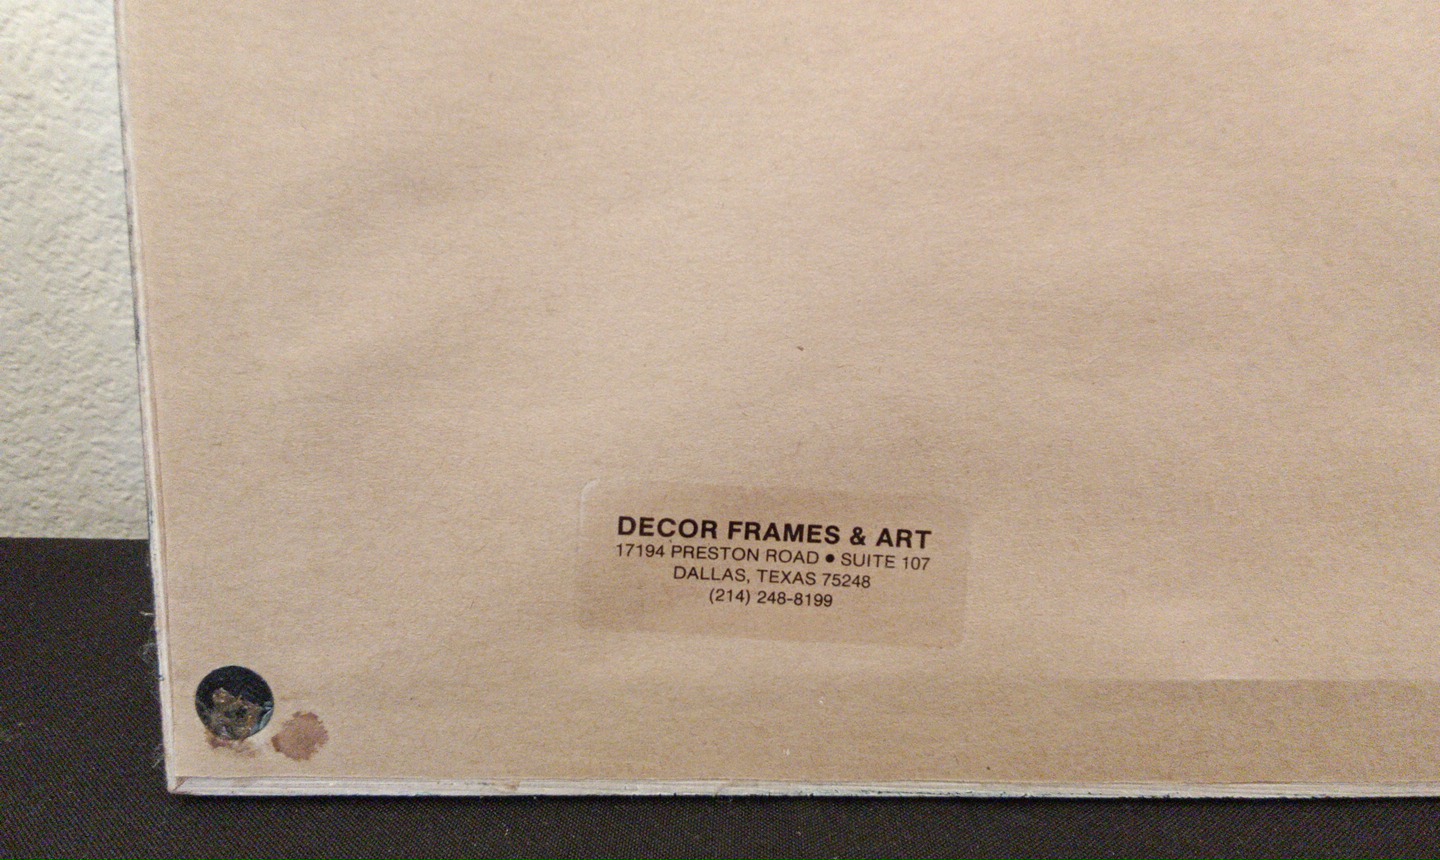 DECOR FRAMES & ART
17194 PRESTON ROAD ● SUITE 107
DALLAS, TEXAS 75248
(214) 248-8199